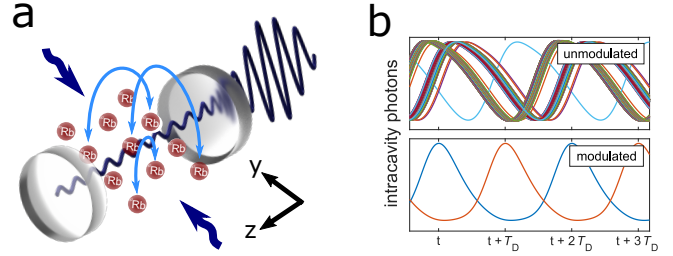 a
Rb
Rb
Rb
Rb
Rb
Rb
Rb
Rb
Rb
Rb
Rb
y
z
b
intracavity photons
unmodulated
modulated
t
t + T_D
t + 2 T_D
t + 3 T_D